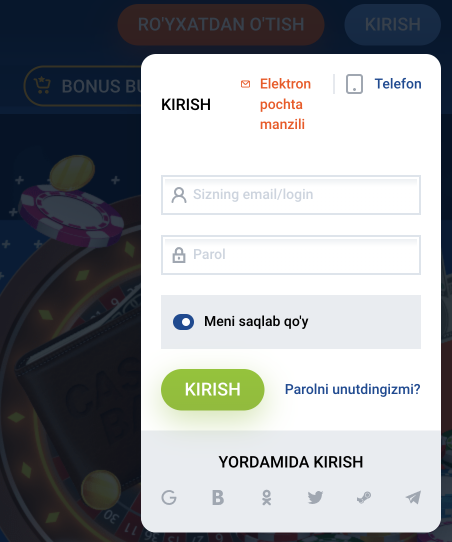 RO'YXATDAN O'TISH
KIRISH
BONUS
KIRISH
Elektron
pochta
manzili
Telefon
Sizning email/login
Parol
Meni saqlab qo'y
KIRISH
Parolni unutdingizmi?
YORDAMIDA KIRISH